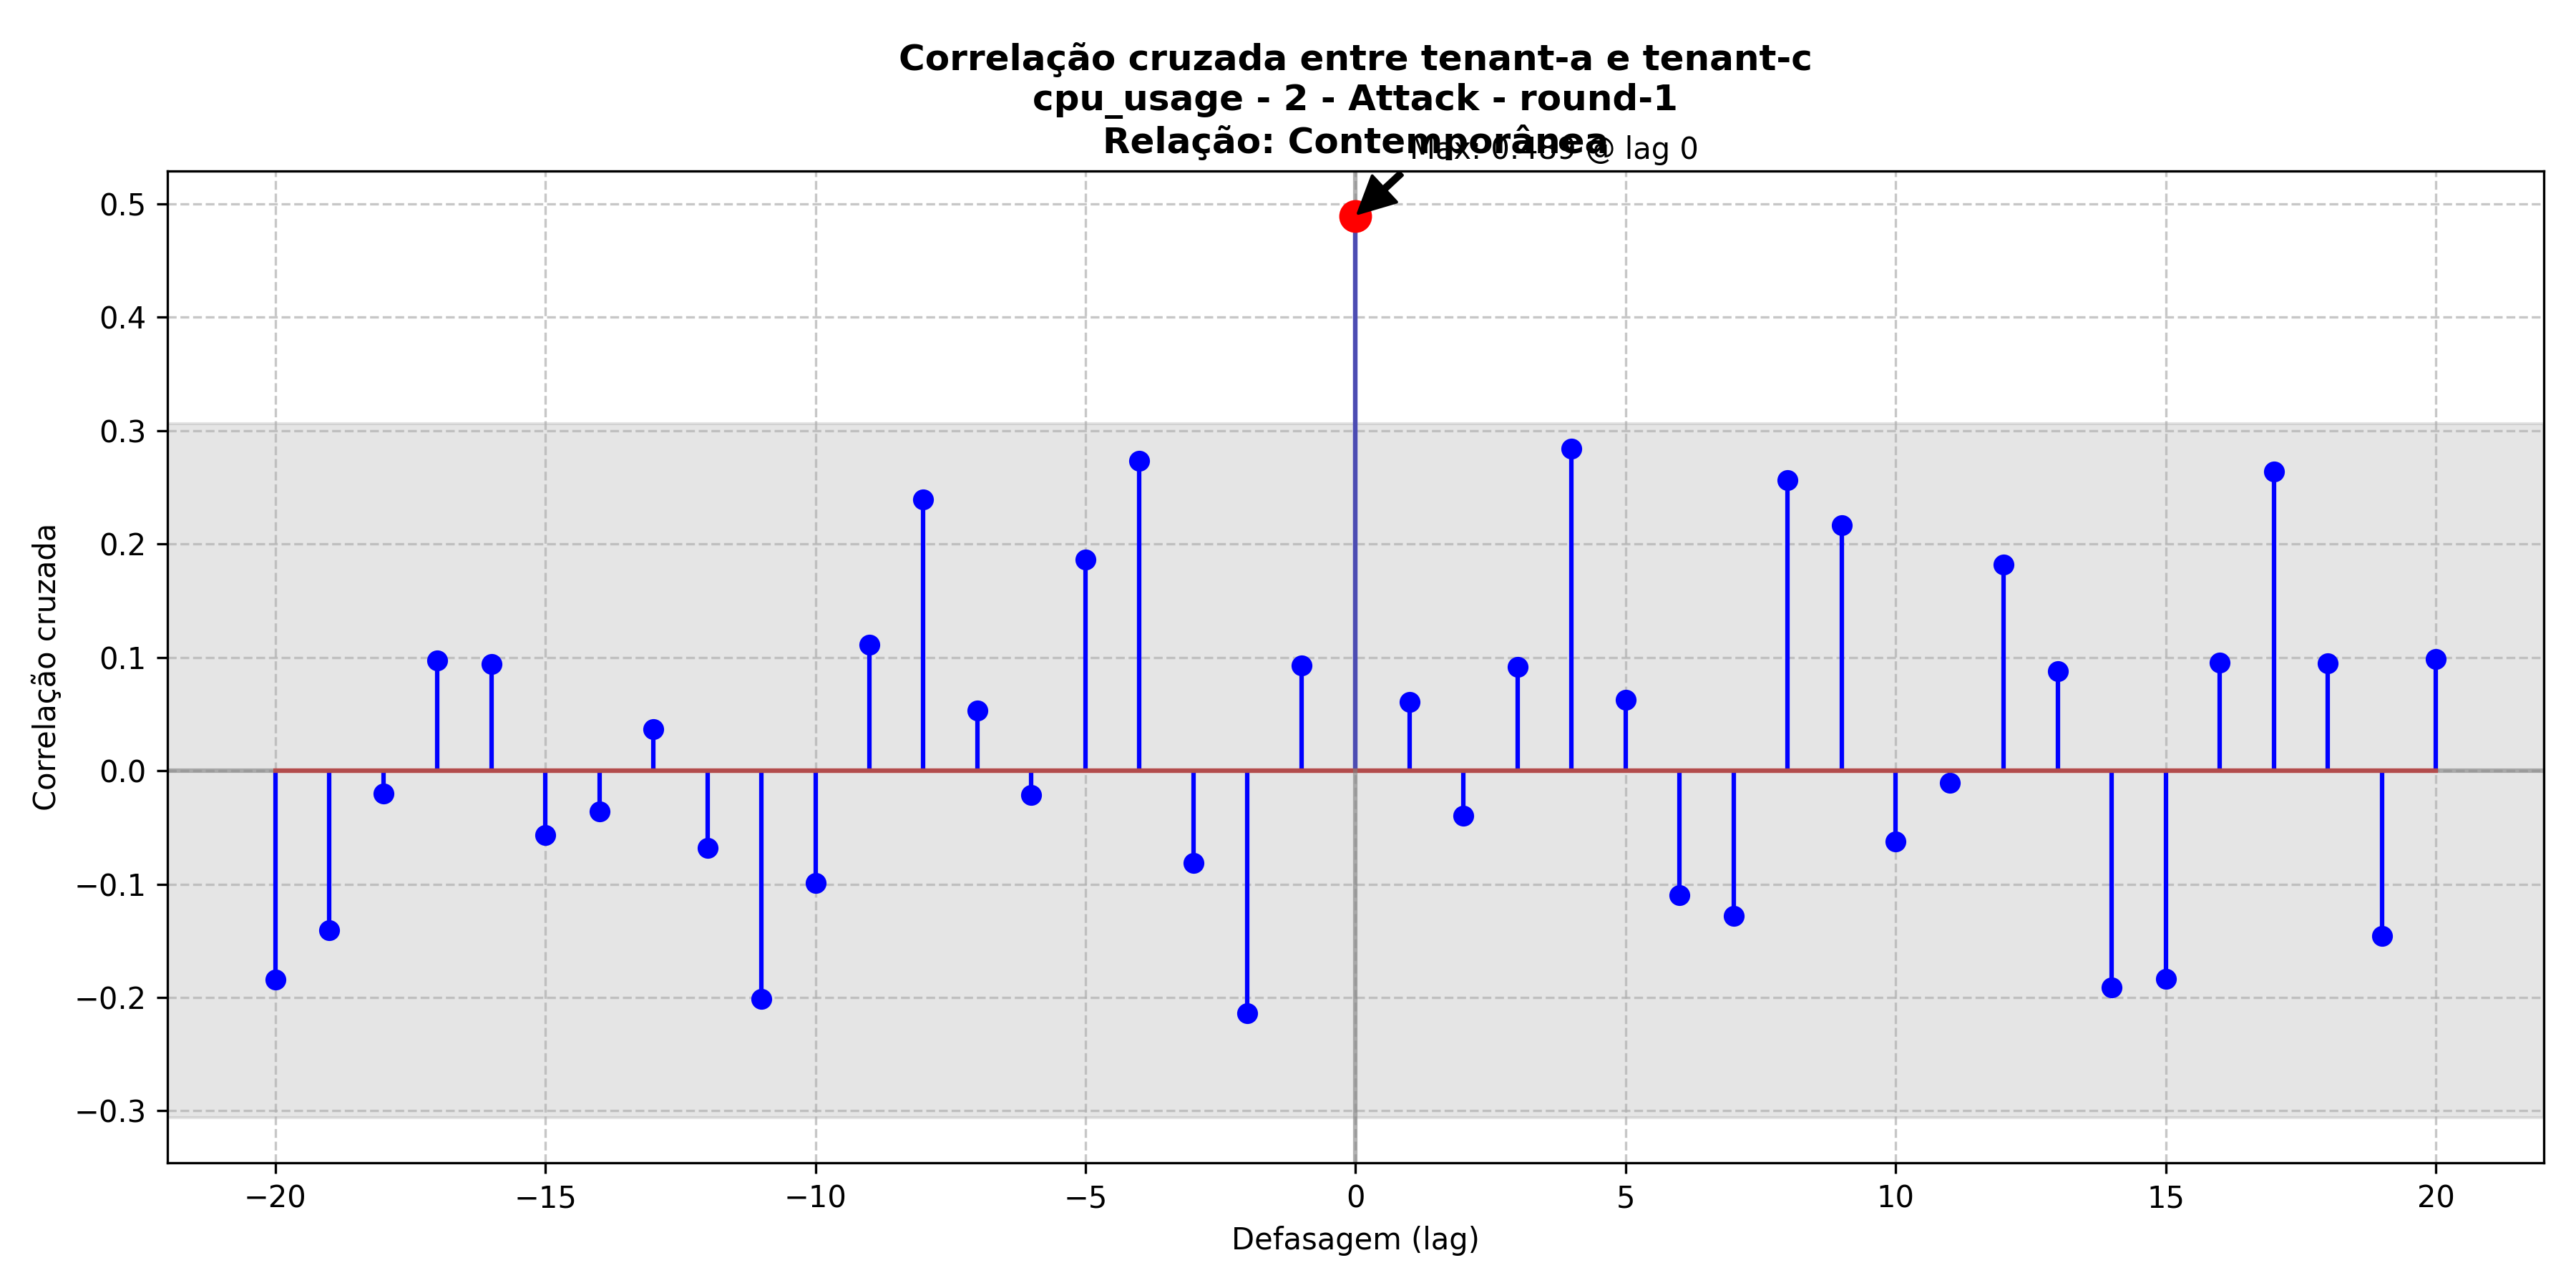 Correlação cruzada entre tenant-a e tenant-c
cpu_usage - 2 - Attack - round-1
Relação: Contemporânea
Max: 0.489 @ lag 0
0.5
0.4
0.3
0.2
0.1
0.0
−0.1
−0.2
−0.3
Correlação cruzada
−20 −15 −10 −5 0 5 10 15 20
Defasagem (lag)